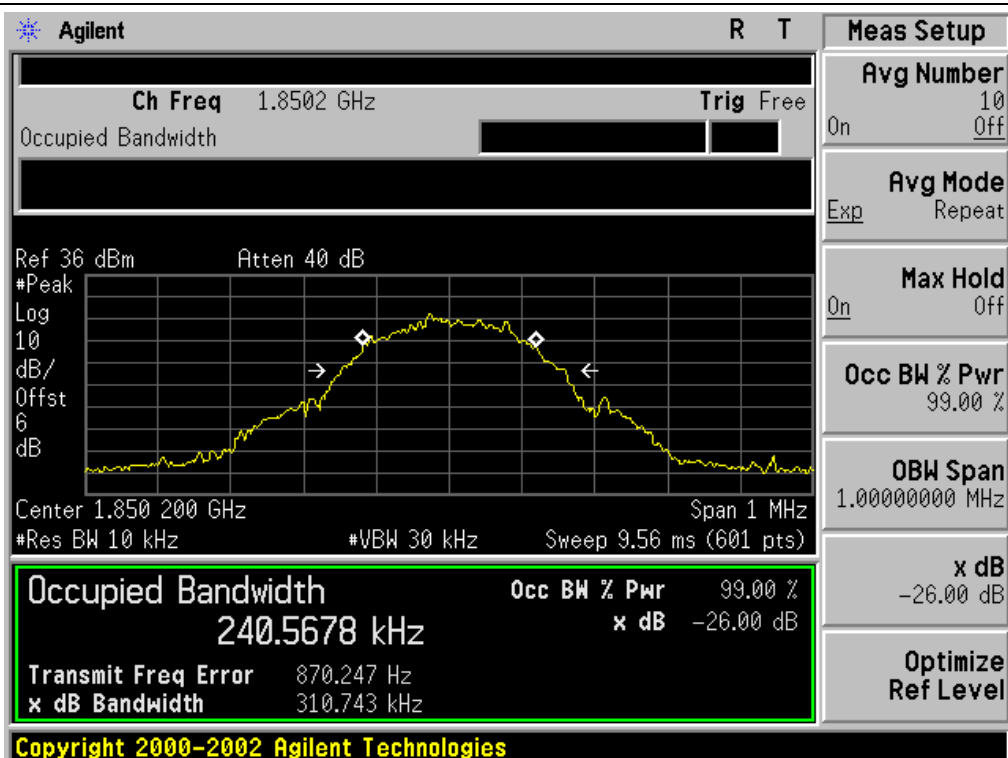 Agilent R T
Ch Freq 1.8502 GHz Trig Free
Occupied Bandwidth
Ref 36 dBm Atten 40 dB
#Peak
Log
10
dB/
Offst
6
dB
Center 1.850 200 GHz Span 1 MHz
#Res BW 10 kHz #VBW 30 kHz Sweep 9.56 ms (601 pts)
Occupied Bandwidth Occ BW % Pwr 99.00 %
240.5678 kHz x dB -26.00 dB
Transmit Freq Error 870.247 Hz
x dB Bandwidth 310.743 kHz
Copyright 2000-2002 Agilent Technologies
Meas Setup
Avg Number
10
On Off
Avg Mode
Exp Repeat
Max Hold
On Off
Occ BW % Pwr
99.00 %
OBW Span
1.00000000 MHz
x dB
-26.00 dB
Optimize
Ref Level